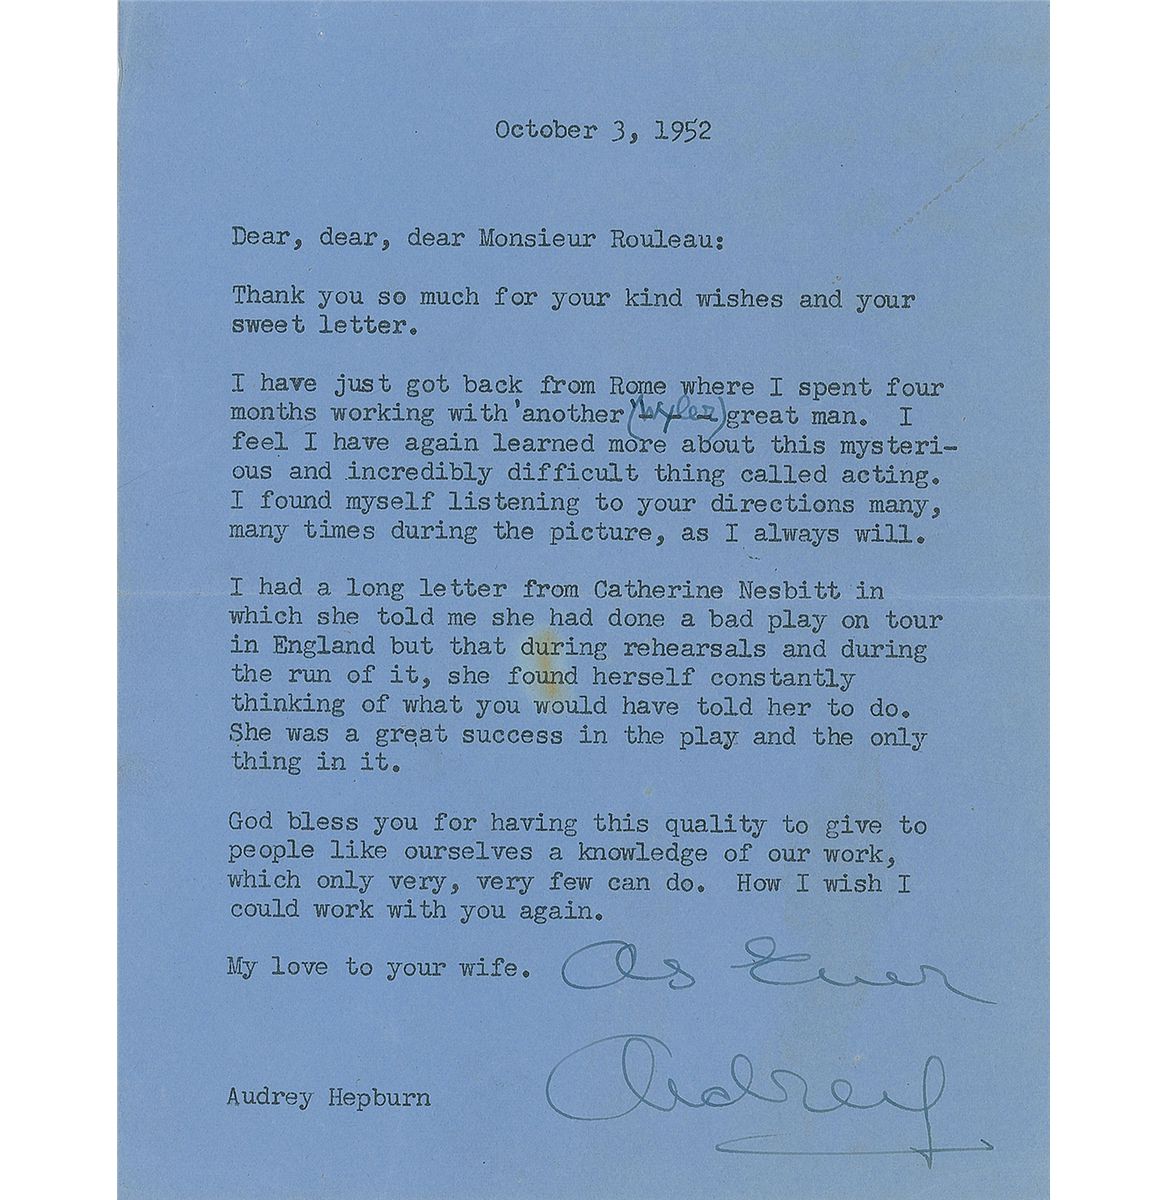 October 3, 1952
Dear, dear, dear Monsieur Rouleau:
Thank you so much for your kind wishes and your
sweet letter.
I have just got back from Rome where I spent four
months working with 'another (Wyler) great man.  I
feel I have again learned more about this mysteri-
ous and incredibly difficult thing called acting.
I found myself listening to your directions many,
many times during the picture, as I always will.
I had a long letter from Catherine Nesbitt in
which she told me she had done a bad play on tour
in England but that during rehearsals and during
the run of it, she found herself constantly
thinking of what you would have told her to do.
She was a great success in the play and the only
thing in it.
God bless you for having this quality to give to
people like ourselves a knowledge of our work,
which only very, very few can do.  How I wish I
could work with you again.
My love to your wife. As Ever
Audrey
Audrey Hepburn